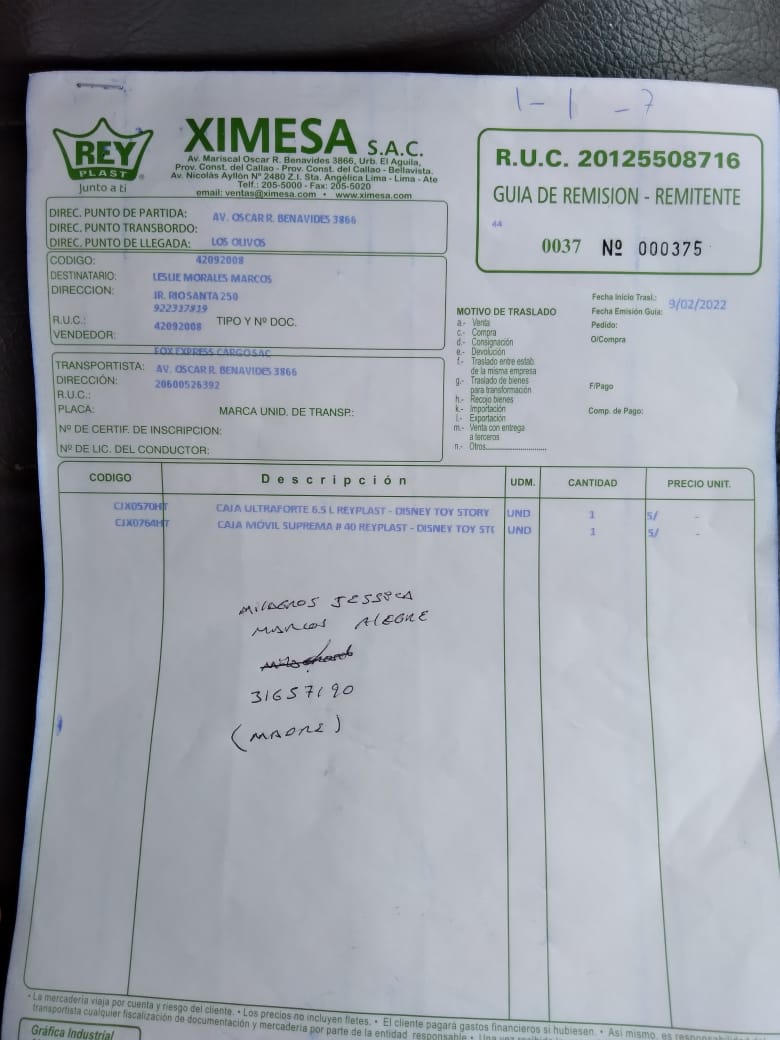 1 - 1 - 7
REY
PLAST
Junto a ti
XIMESA S.A.C.
Av. Mariscal Oscar R. Benavides 3866, Urb. El Aguila,
Prov. Const. del Callao - Prov. Const. del Callao - Bellavista.
Av. Nicolás Ayllón Nº 2480 Z.I. Sta. Angélica Lima - Lima - Ate
Telf.: 205-5000 - Fax: 205-5020
email: ventas@ximesa.com • www.ximesa.com
R.U.C. 20125508716
GUIA DE REMISION - REMITENTE
44
0037 Nº 000375
DIREC. PUNTO DE PARTIDA: AV. OSCAR R. BENAVIDES 3866
DIREC. PUNTO TRANSBORDO:
DIREC. PUNTO DE LLEGADA: LOS OLIVOS
CODIGO: 42092008
DESTINATARIO: LESLIE MORALES MARCOS
DIRECCION: JR. RIO SANTA 250
922317819
R.U.C.: 42092008 TIPO Y Nº DOC.
VENDEDOR:
FOX EXPRESS CARGO SAC
TRANSPORTISTA: AV. OSCAR R. BENAVIDES 3866
DIRECCIÓN: 20600526392
R.U.C.:
PLACA: MARCA UNID. DE TRANSP.:
Nº DE CERTIF. DE INSCRIPCION:
Nº DE LIC. DEL CONDUCTOR:
MOTIVO DE TRASLADO
a.- Venta
c.- Compra
d.- Consignación
e.- Devolución
f.- Traslado entre estab.
de la misma empresa
g.- Traslado de bienes
para transformación
h.- Recojo bienes
k.- Importación
l.- Exportación
m.- Venta con entrega
a terceros
n.- Otros
Fecha Inicio Trasl.:
Fecha Emisión Guia: 9/02/2022
Pedido:
O/Compra
F/Pago
Comp. de Pago:
CODIGO Descripción UDM. CANTIDAD PRECIO UNIT.
CJX0570HT CAJA ULTRAFORTE 6.5 L REYPLAST - DISNEY TOY STORY UND 1 S/ -
CJX0764HT CAJA MÓVIL SUPREMA # 40 REYPLAST - DISNEY TOY STO UND 1 S/ -
MILAGROS JESSICA
MARCOS ALEGRE
31657190
(MADRE)
• La mercadería viaja por cuenta y riesgo del cliente. • Los precios no incluyen fletes. • El cliente pagará gastos financieros si hubiesen. • Asi mismo, es responsabilidad del
transportista cualquier fiscalización de documentación y mercadería por parte de la entidad responsable • Una vez
Gráfica Industrial